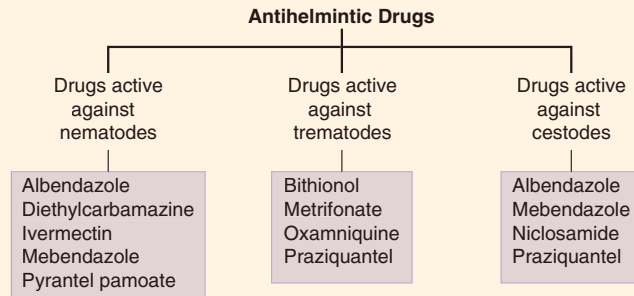 Antihelmintic Drugs
Drugs active
against
nematodes
Albendazole
Diethylcarbamazine
Ivermectin
Mebendazole
Pyrantel pamoate
Drugs active
against
trematodes
Bithionol
Metrifonate
Oxamniquine
Praziquantel
Drugs active
against
cestodes
Albendazole
Mebendazole
Niclosamide
Praziquantel